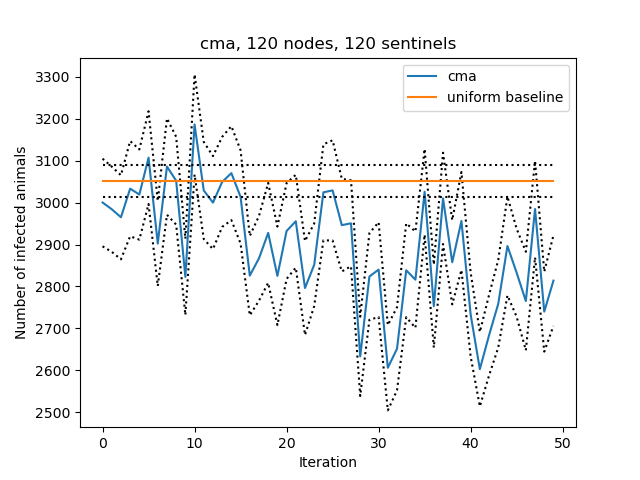 cma, 120 nodes, 120 sentinels
cma
uniform baseline
3300
3200
3100
3000
2900
2800
2700
2600
2500
Number of infected animals
0 10 20 30 40 50
Iteration